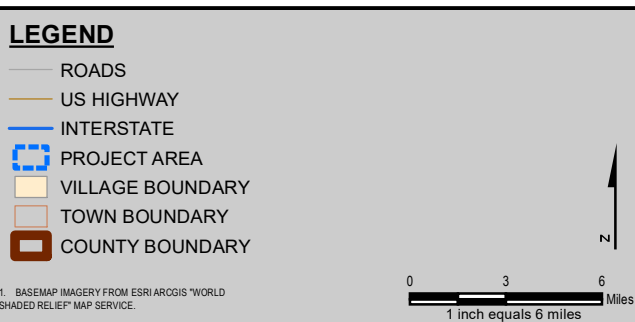 LEGEND
ROADS
US HIGHWAY
INTERSTATE
PROJECT AREA
VILLAGE BOUNDARY
TOWN BOUNDARY
COUNTY BOUNDARY
1. BASEMAP IMAGERY FROM ESRI ARCGIS "WORLD
SHADED RELIEF" MAP SERVICE.
N
0 3 6
Miles
1 inch equals 6 miles